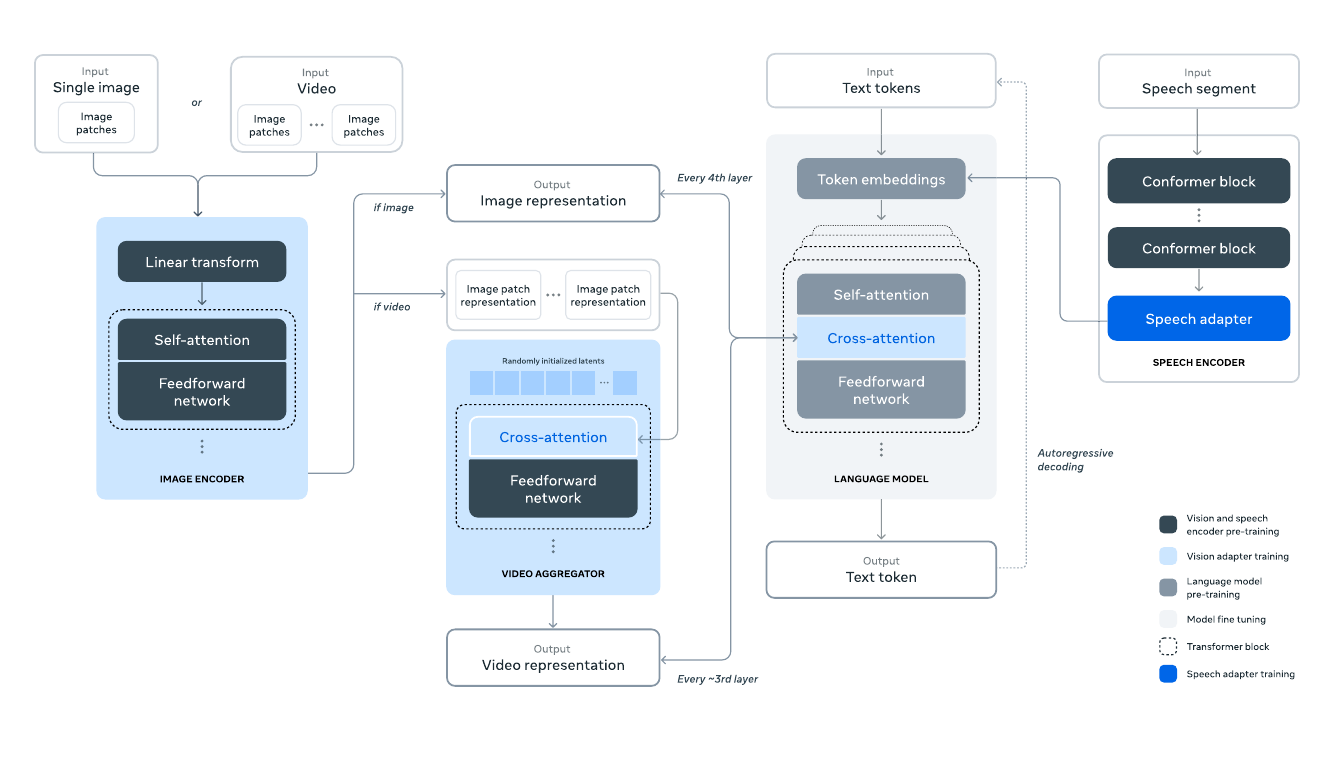 Input
Single image
Image
patches
or
Input
Video
Image
patches
...
Image
patches
Linear transform
Self-attention
Feedforward
network
IMAGE ENCODER
if image
if video
Output
Image representation
Image patch
representation
...
Image patch
representation
Randomly initialized latents
...
Cross-attention
Feedforward
network
VIDEO AGGREGATOR
Output
Video representation
Every 4th layer
Every ~3rd layer
Input
Text tokens
Token embeddings
Self-attention
Cross-attention
Feedforward
network
LANGUAGE MODEL
Output
Text token
Autoregressive
decoding
Input
Speech segment
Conformer block
Conformer block
Speech adapter
SPEECH ENCODER
Vision and speech
encoder pre-training
Vision adapter training
Language model
pre-training
Model fine tuning
Transformer block
Speech adapter training